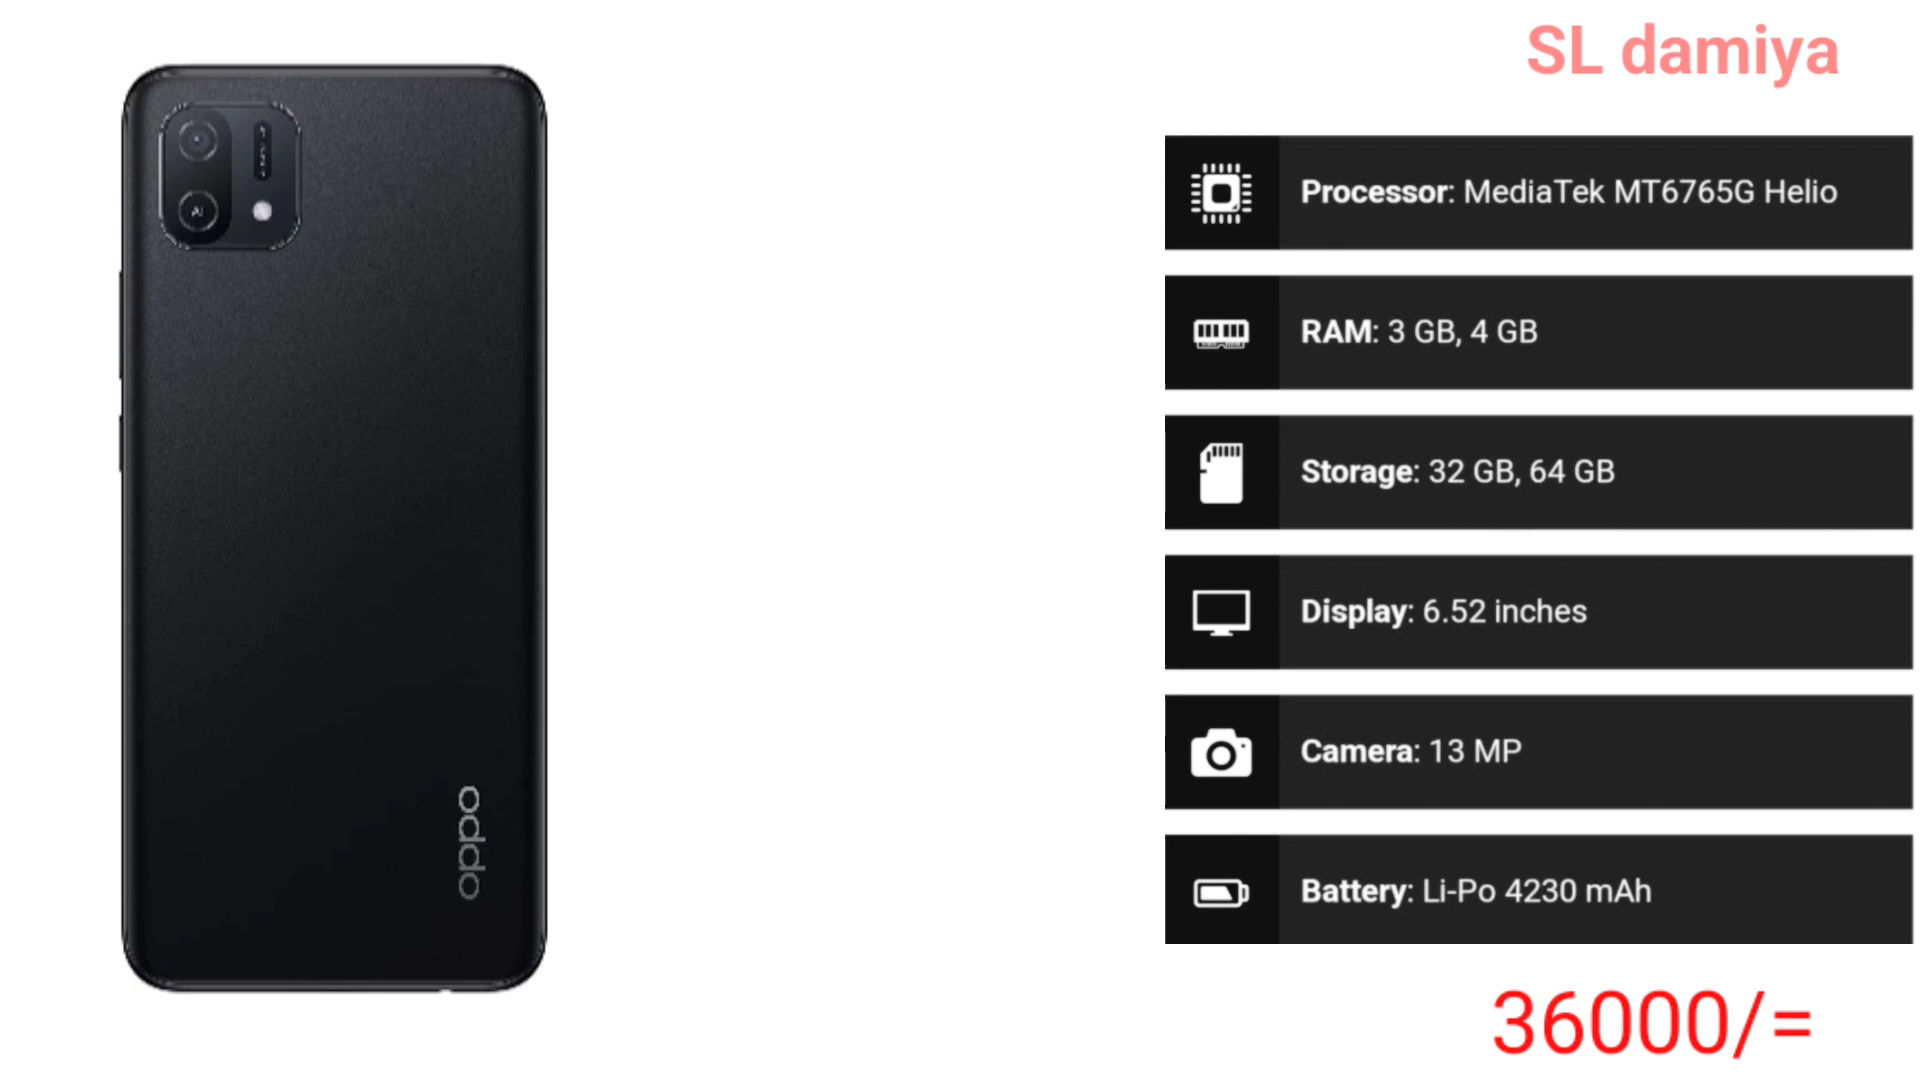 SL damiya
AI
oppo
Processor: MediaTek MT6765G Helio
RAM: 3 GB, 4 GB
Storage: 32 GB, 64 GB
Display: 6.52 inches
Camera: 13 MP
Battery: Li-Po 4230 mAh
36000/=